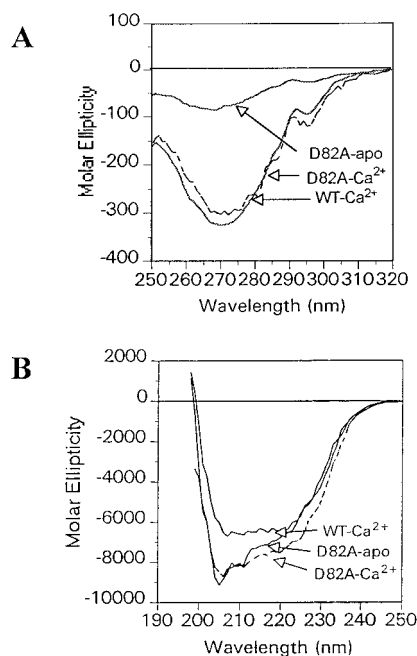 A
100
0
-100
-200
-300
-400
Molar Ellipticity
D82A-apo
D82A-Ca2+
WT-Ca2+
250 260 270 280 290 300 310 320
Wavelength (nm)
B
2000
0
-2000
-4000
-6000
-8000
-10000
Molar Ellipticity
WT-Ca2+
D82A-apo
D82A-Ca2+
190 200 210 220 230 240 250
Wavelength (nm)